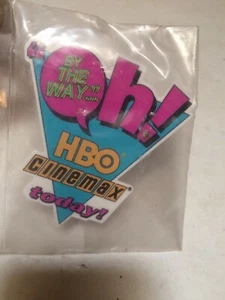 "Oh!
BY
THE
WAY"...
HBO
CINEMAX
today!